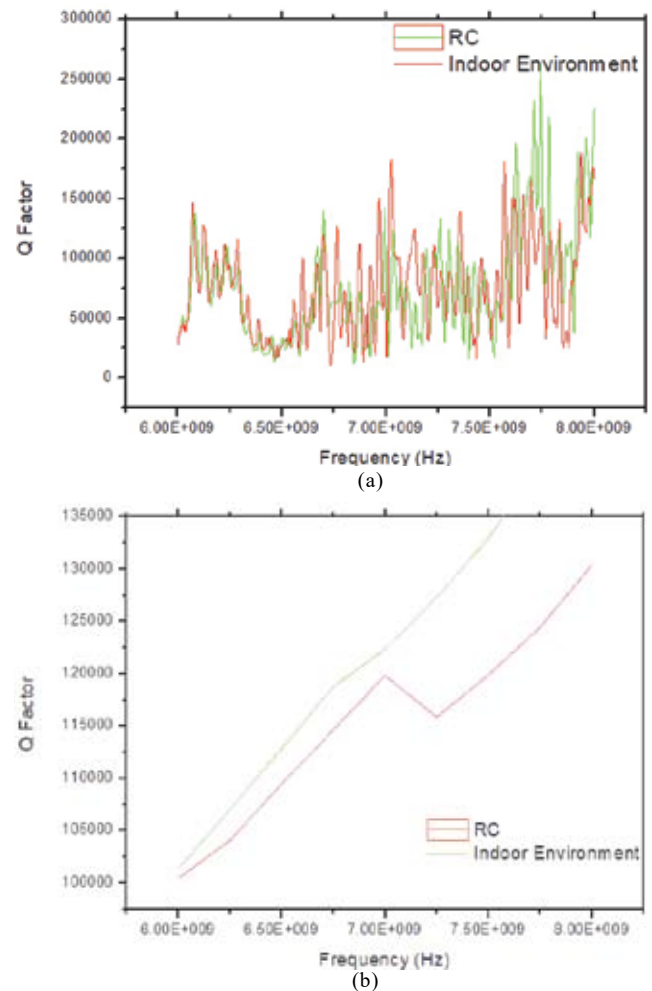 300000
250000
200000
150000
100000
50000
0
Q Factor
RC
Indoor Environment
6.00E+009 6.50E+009 7.00E+009 7.50E+009 8.00E+009
Frequency (Hz)
(a)
135000
130000
125000
120000
115000
110000
105000
100000
Q Factor
RC
Indoor Environment
6.00E+009 6.50E+009 7.00E+009 7.50E+009 8.00E+009
Frequency (Hz)
(b)